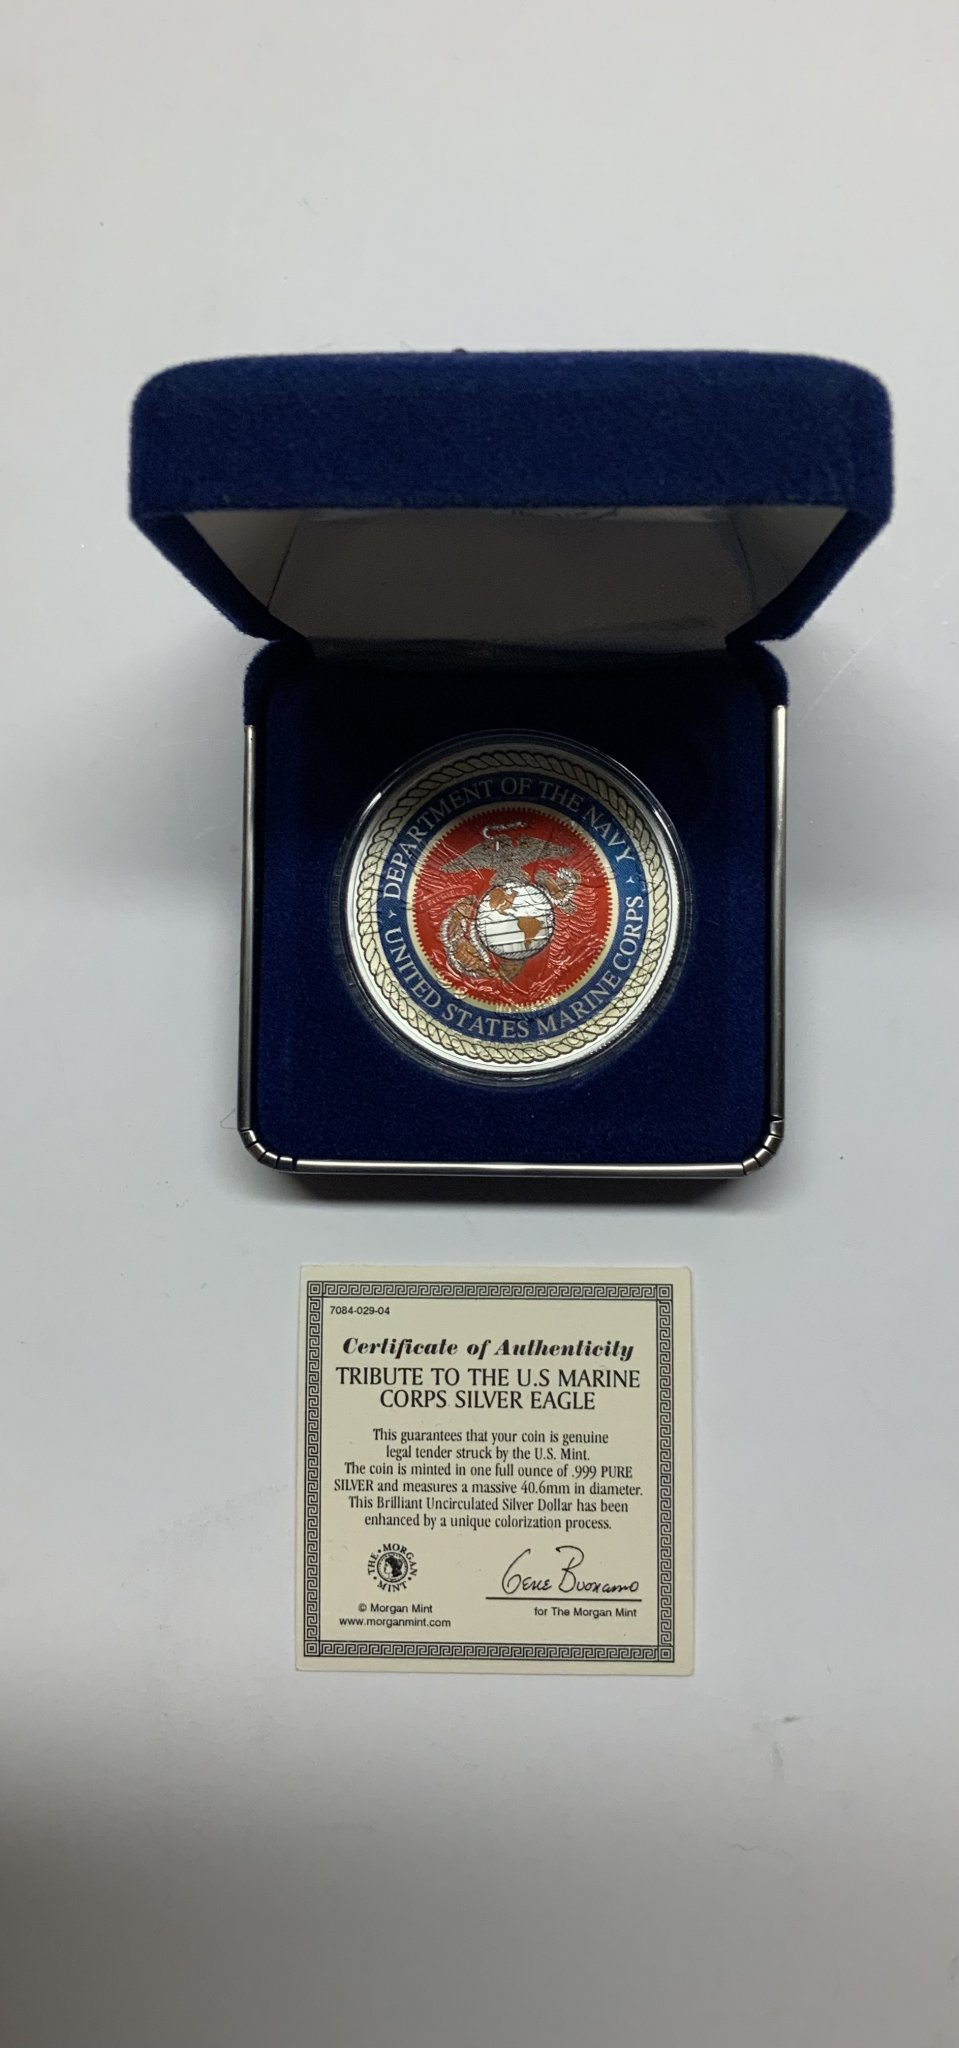 DEPARTMENT OF THE NAVY
UNITED STATES MARINE CORPS
7084-029-04
Certificate of Authenticity
TRIBUTE TO THE U.S MARINE
CORPS SILVER EAGLE
This guarantees that your coin is genuine
legal tender struck by the U.S. Mint.
The coin is minted in one full ounce of .999 PURE
SILVER and measures a massive 40.6mm in diameter.
This Brilliant Uncirculated Silver Dollar has been
enhanced by a unique colorization process.
THE MORGAN
MINT
Gene Buonamo
© Morgan Mint
www.morganmint.com
for The Morgan Mint